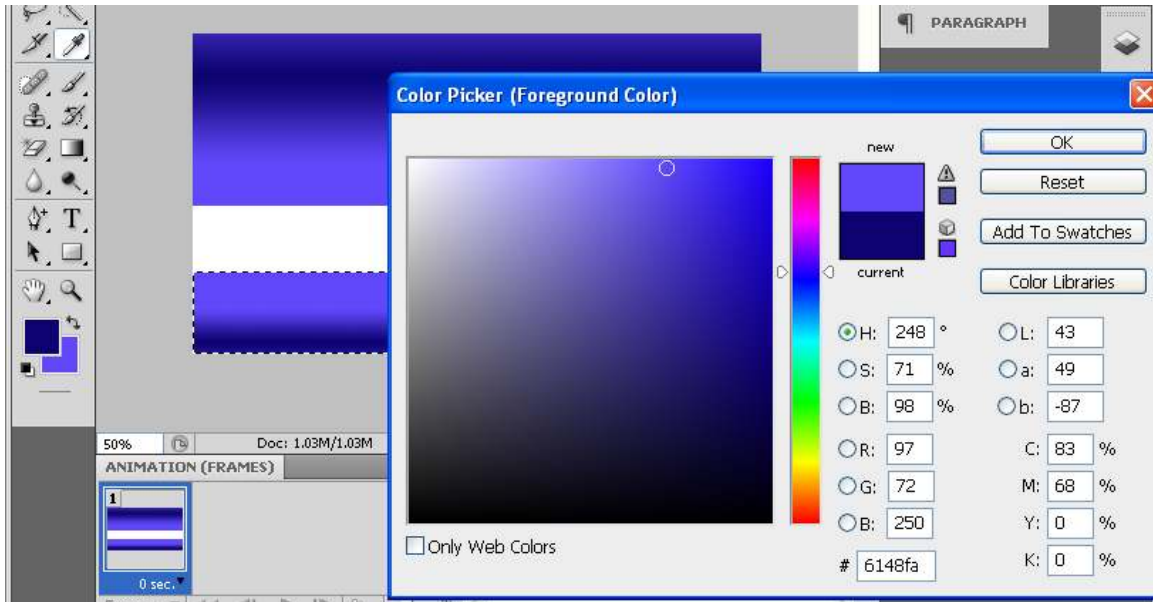 PARAGRAPH
Color Picker (Foreground Color)
new
current
OK
Reset
Add To Swatches
Color Libraries
H: 248 °
S: 71 %
B: 98 %
R: 97
G: 72
B: 250
# 6148fa
L: 43
a: 49
b: -87
C: 83 %
M: 68 %
Y: 0 %
K: 0 %
Only Web Colors
T
50%
Doc: 1.03M/1.03M
ANIMATION (FRAMES)
1
0 sec.